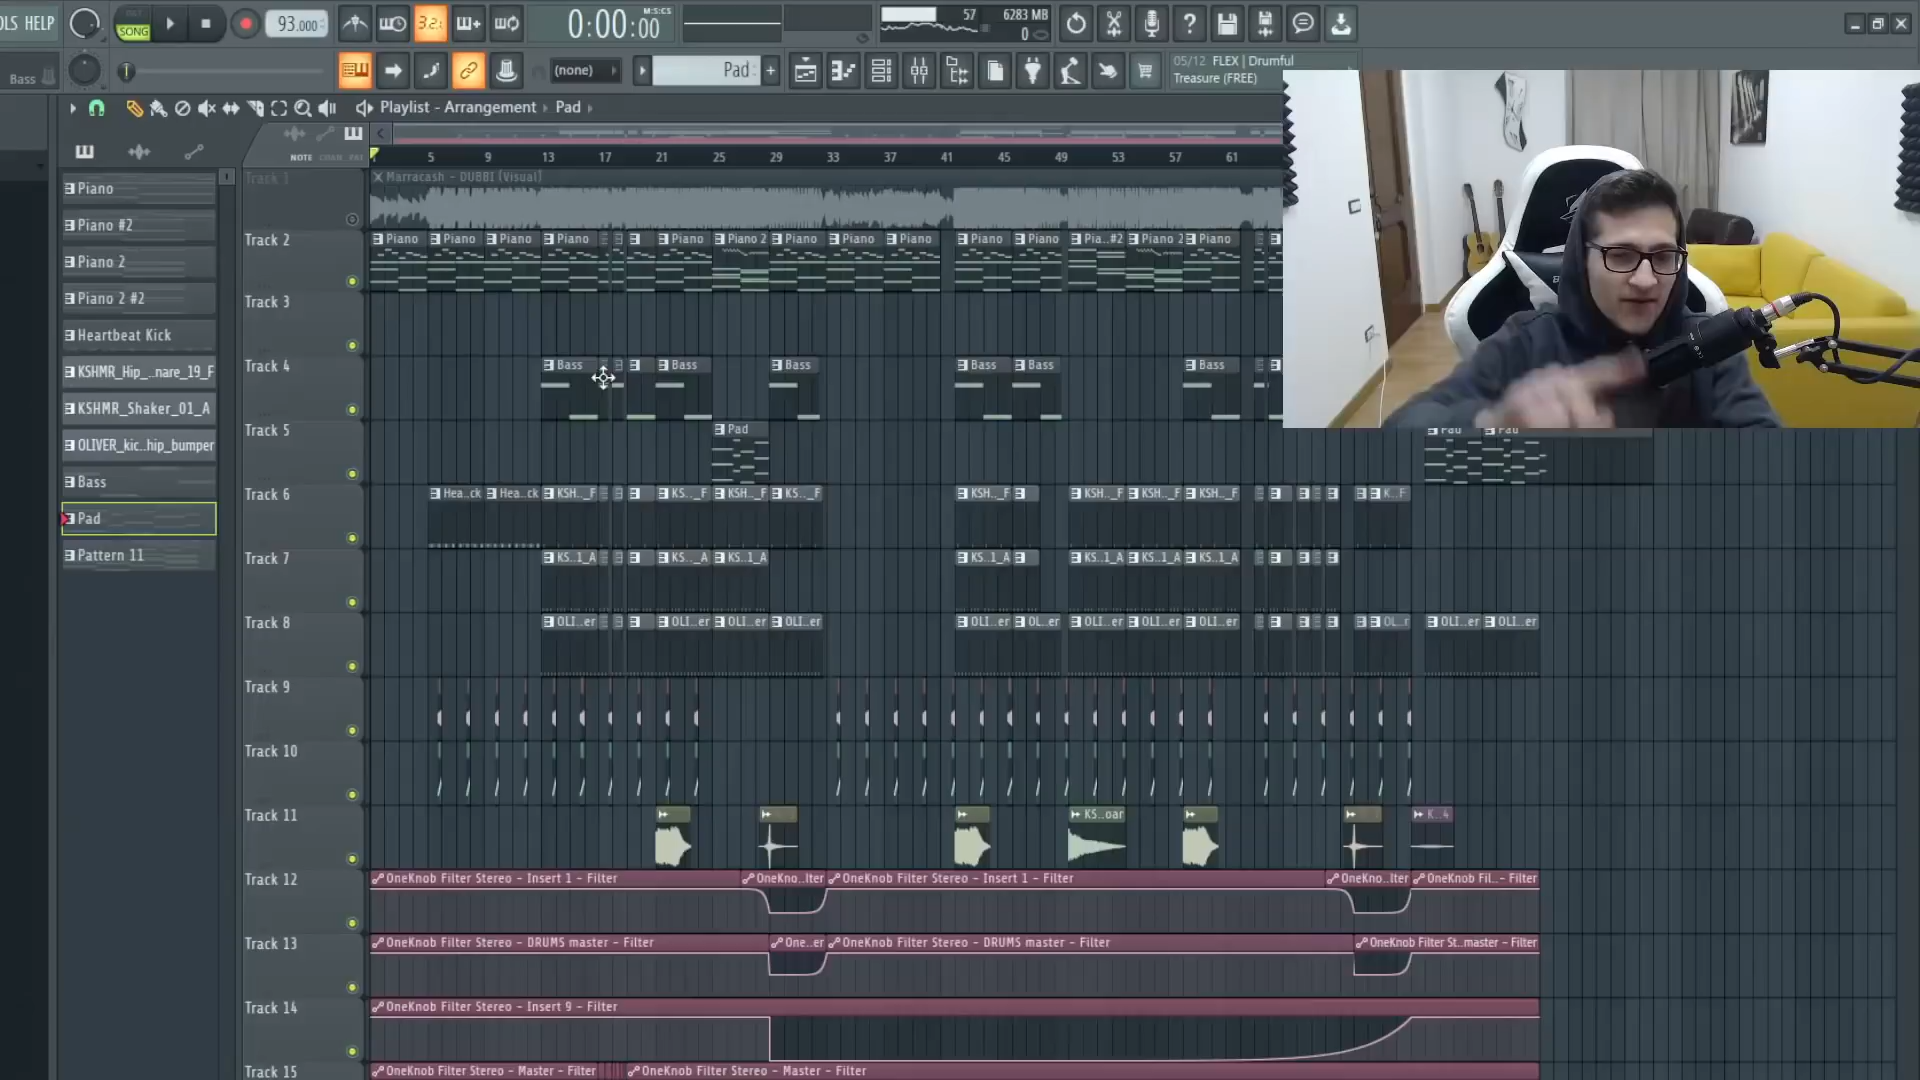 OLS HELP
PAT
SONG
93.000
3.2.
0:00:00
M:S:CS
57
6283 MB
0
Bass
(none)
Pad
05/12 FLEX | Drumful
Treasure (FREE)
Playlist - Arrangement › Pad ›
NOTE CHAN PAT
5 9 13 17 21 25 29 33 37 41 45 49 53 57 61
Piano
Piano #2
Piano 2
Piano 2 #2
Heartbeat Kick
KSHMR_Hip_..nare_19_F
KSHMR_Shaker_01_A
OLIVER_kic..hip_bumper
Bass
Pad
Pattern 11
Track 1
Marracash - DUBBI (Visual)
Track 2
Piano Piano Piano Piano Piano Piano 2 Piano Piano Piano Piano Piano Pia..#2 Piano 2 Piano
Track 3
Track 4
Bass Bass Bass Bass Bass Bass
Track 5
Pad Pad Pad
Track 6
Hea..ck Hea..ck KSH.._F KS.._F KSH.._F KS.._F KSH.._F KSH.._F KSH.._F KSH.._F K..F
Track 7
KS..1_A KS.._A KS..1_A KS..1_A KS..1_A KS..1_A KS..1_A
Track 8
OLI..er OLI..er OLI..er OLI..er OLI..er OL..er OLI..er OLI..er OLI..er OL..r OLI..er OLI..er
Track 9
Track 10
Track 11
KS..oar K..4
Track 12
OneKnob Filter Stereo - Insert 1 - Filter OneKno..lter OneKnob Filter Stereo - Insert 1 - Filter OneKno..lter OneKnob Fil..- Filter
Track 13
OneKnob Filter Stereo - DRUMS master - Filter One..er OneKnob Filter Stereo - DRUMS master - Filter OneKnob Filter St..master - Filter
Track 14
OneKnob Filter Stereo - Insert 9 - Filter
Track 15
OneKnob Filter Stereo - Master - Filter OneKnob Filter Stereo - Master - Filter